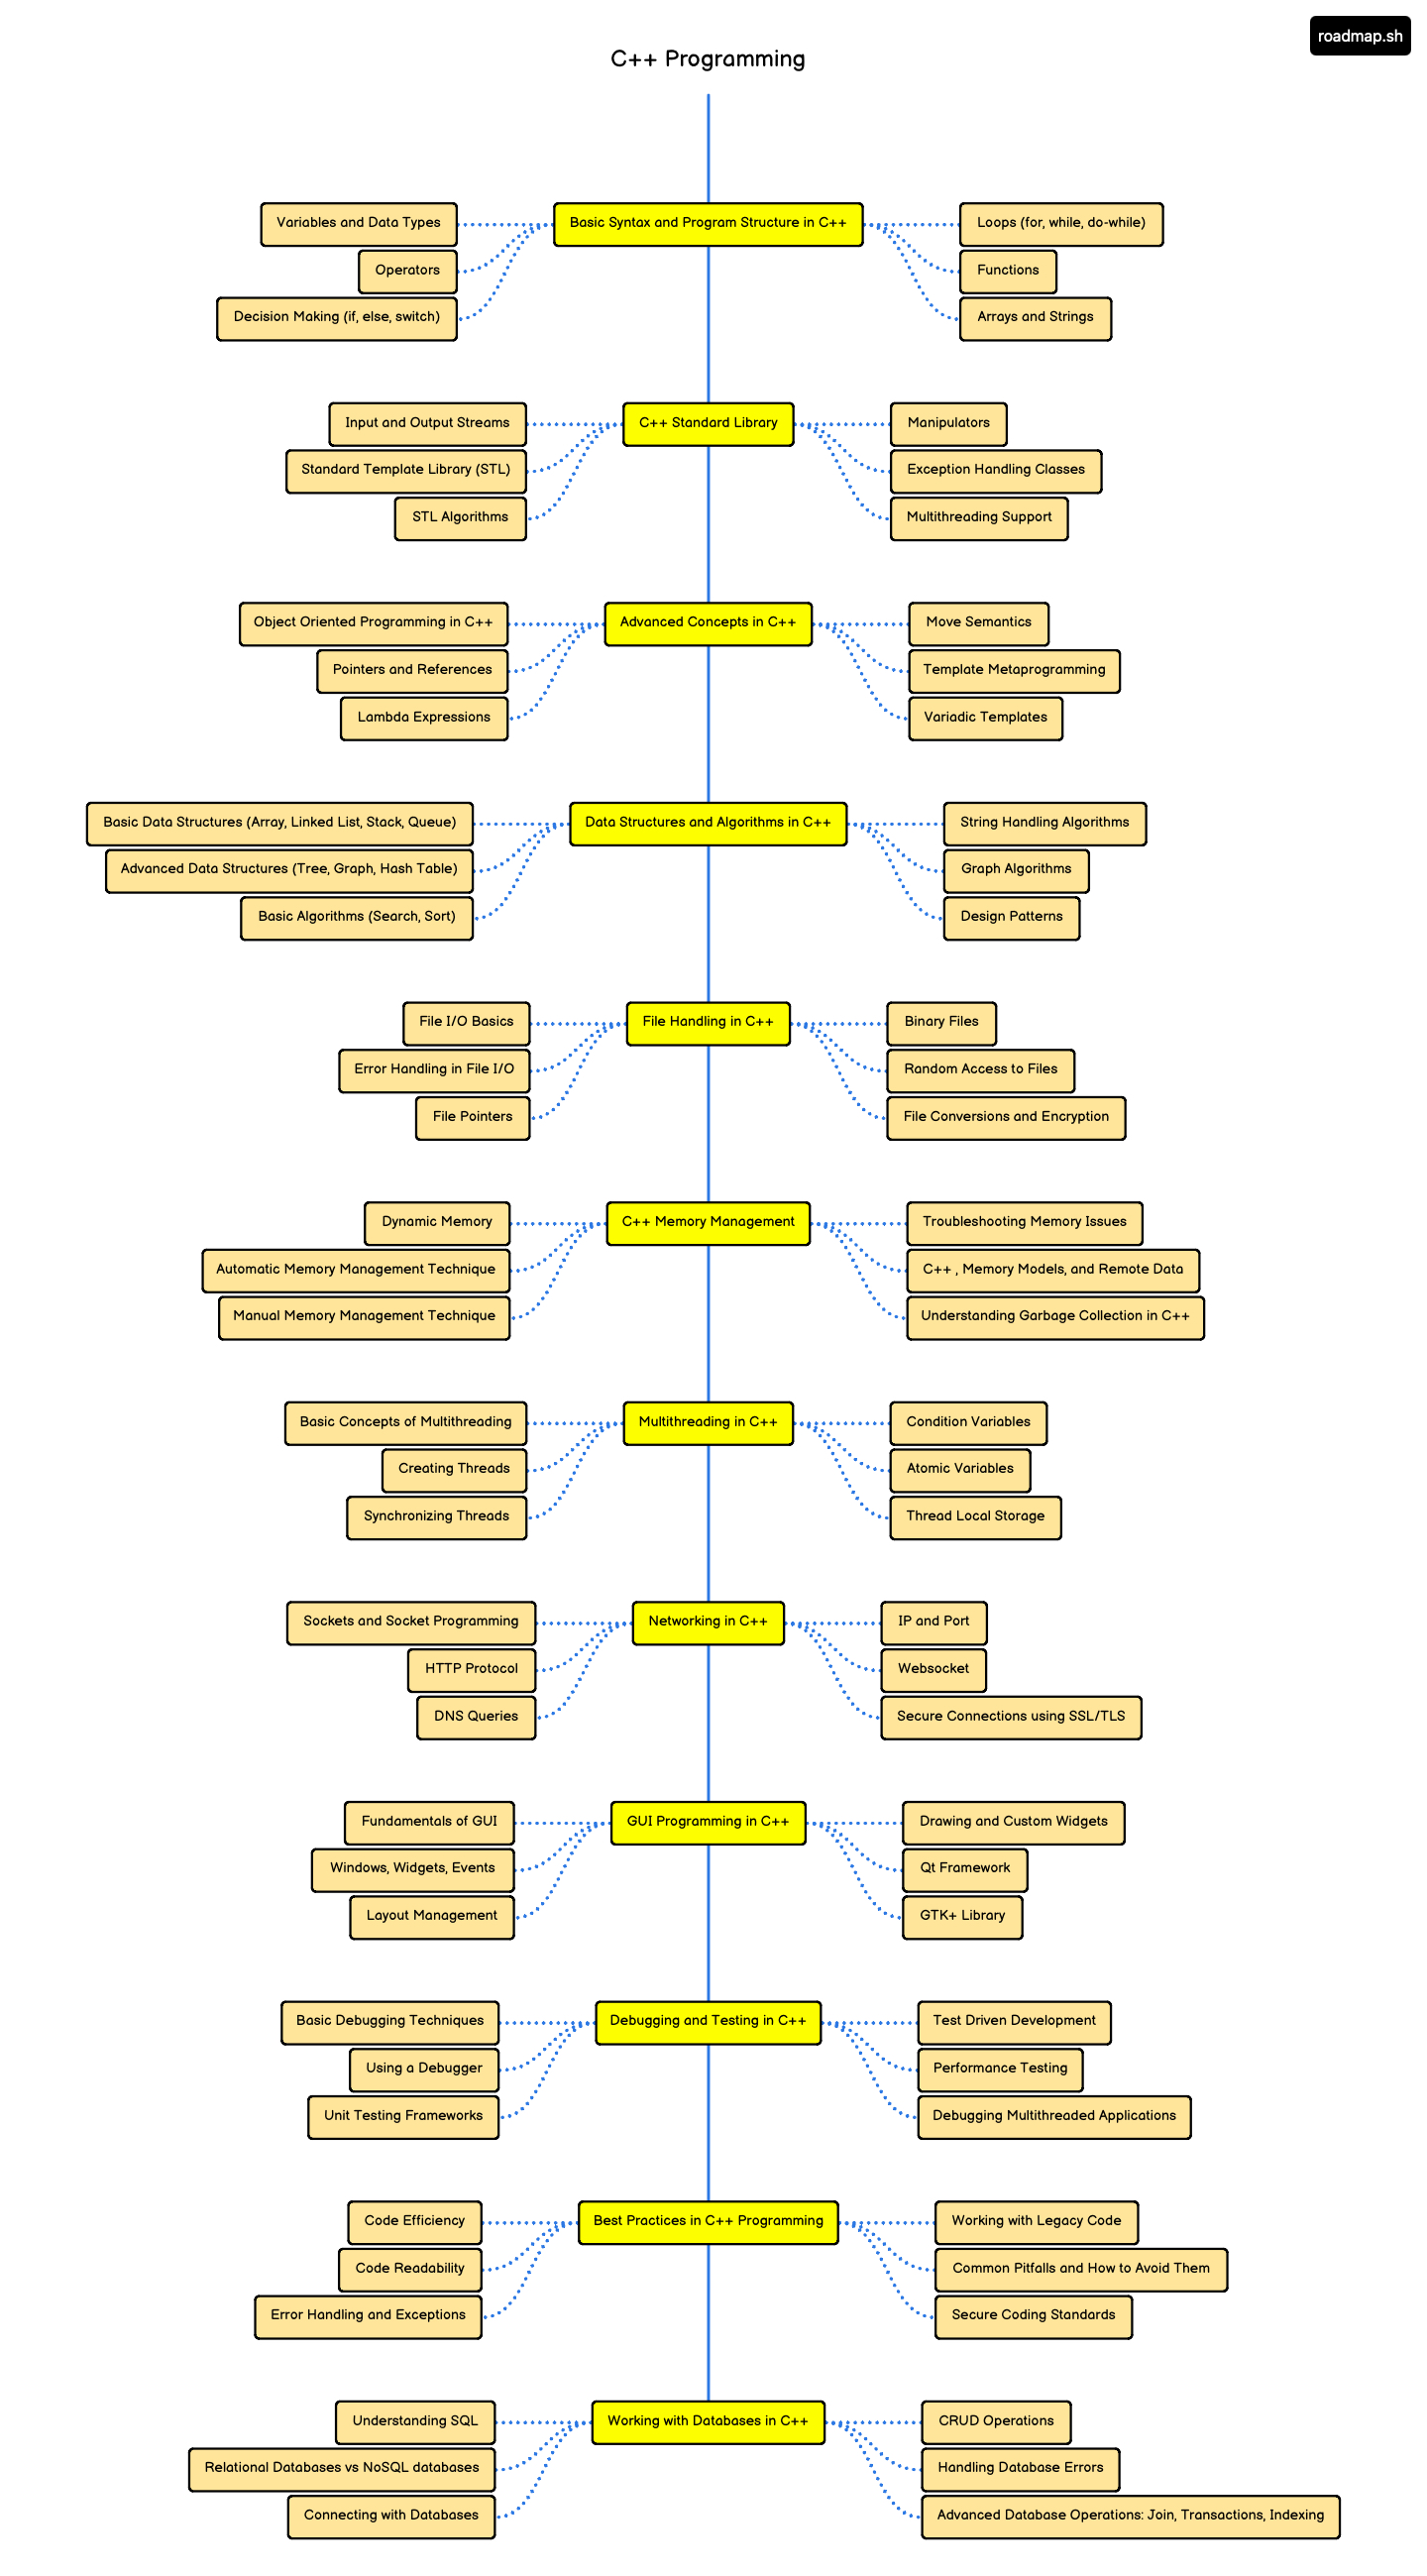 roadmap.sh
C++ Programming
Variables and Data Types
Operators
Decision Making (if, else, switch)
Basic Syntax and Program Structure in C++
Loops (for, while, do-while)
Functions
Arrays and Strings
Input and Output Streams
Standard Template Library (STL)
STL Algorithms
C++ Standard Library
Manipulators
Exception Handling Classes
Multithreading Support
Object Oriented Programming in C++
Pointers and References
Lambda Expressions
Advanced Concepts in C++
Move Semantics
Template Metaprogramming
Variadic Templates
Basic Data Structures (Array, Linked List, Stack, Queue)
Advanced Data Structures (Tree, Graph, Hash Table)
Basic Algorithms (Search, Sort)
Data Structures and Algorithms in C++
String Handling Algorithms
Graph Algorithms
Design Patterns
File I/O Basics
Error Handling in File I/O
File Pointers
File Handling in C++
Binary Files
Random Access to Files
File Conversions and Encryption
Dynamic Memory
Automatic Memory Management Technique
Manual Memory Management Technique
C++ Memory Management
Troubleshooting Memory Issues
C++ , Memory Models, and Remote Data
Understanding Garbage Collection in C++
Basic Concepts of Multithreading
Creating Threads
Synchronizing Threads
Multithreading in C++
Condition Variables
Atomic Variables
Thread Local Storage
Sockets and Socket Programming
HTTP Protocol
DNS Queries
Networking in C++
IP and Port
Websocket
Secure Connections using SSL/TLS
Fundamentals of GUI
Windows, Widgets, Events
Layout Management
GUI Programming in C++
Drawing and Custom Widgets
Qt Framework
GTK+ Library
Basic Debugging Techniques
Using a Debugger
Unit Testing Frameworks
Debugging and Testing in C++
Test Driven Development
Performance Testing
Debugging Multithreaded Applications
Code Efficiency
Code Readability
Error Handling and Exceptions
Best Practices in C++ Programming
Working with Legacy Code
Common Pitfalls and How to Avoid Them
Secure Coding Standards
Understanding SQL
Relational Databases vs NoSQL databases
Connecting with Databases
Working with Databases in C++
CRUD Operations
Handling Database Errors
Advanced Database Operations: Join, Transactions, Indexing